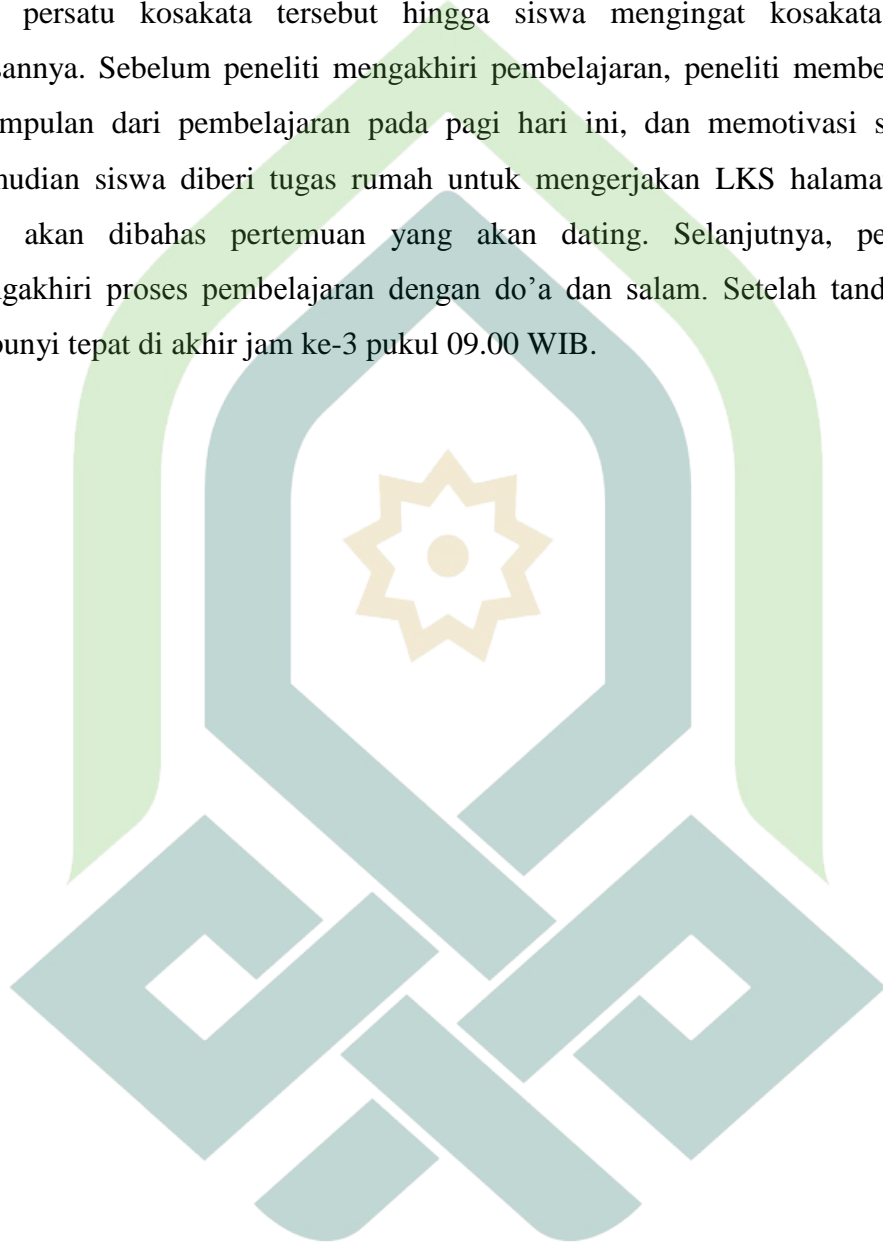 persatu kosakata tersebut hingga siswa mengingat kosakata
sannya. Sebelum peneliti mengakhiri pembelajaran, peneliti membe
mpulan dari pembelajaran pada pagi hari ini, dan memotivasi s
nudian siswa diberi tugas rumah untuk mengerjakan LKS halama
akan dibahas pertemuan yang akan dating. Selanjutnya, pe
ngakhiri proses pembelajaran dengan do’a dan salam. Setelah tand
bunyi tepat di akhir jam ke-3 pukul 09.00 WIB.